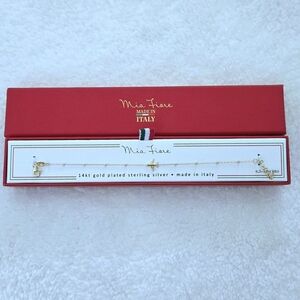 Mia Fiore
MADE IN
ITALY
Mia Fiore
14kt gold plated sterling silver • made in italy